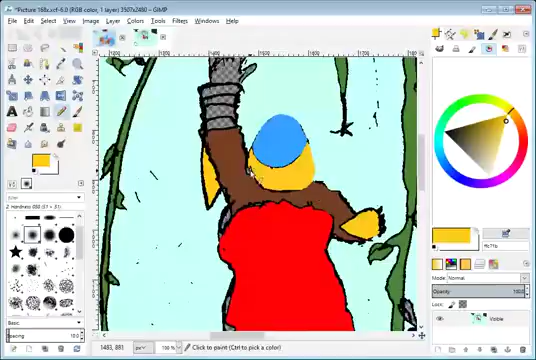 *Picture 168c.xcf-6.0 (RGB color, 1 layer) 3507x2480 – GIMP
File Edit Select View Image Layer Colors Tools Filters Windows Help
2. Hardness 050 (51 × 51)
Basic
Spacing 10.0
1483, 881 px 100 % Click to paint (Ctrl to pick a color)
Mode: Normal
Opacity 100.0
Lock:
Visible